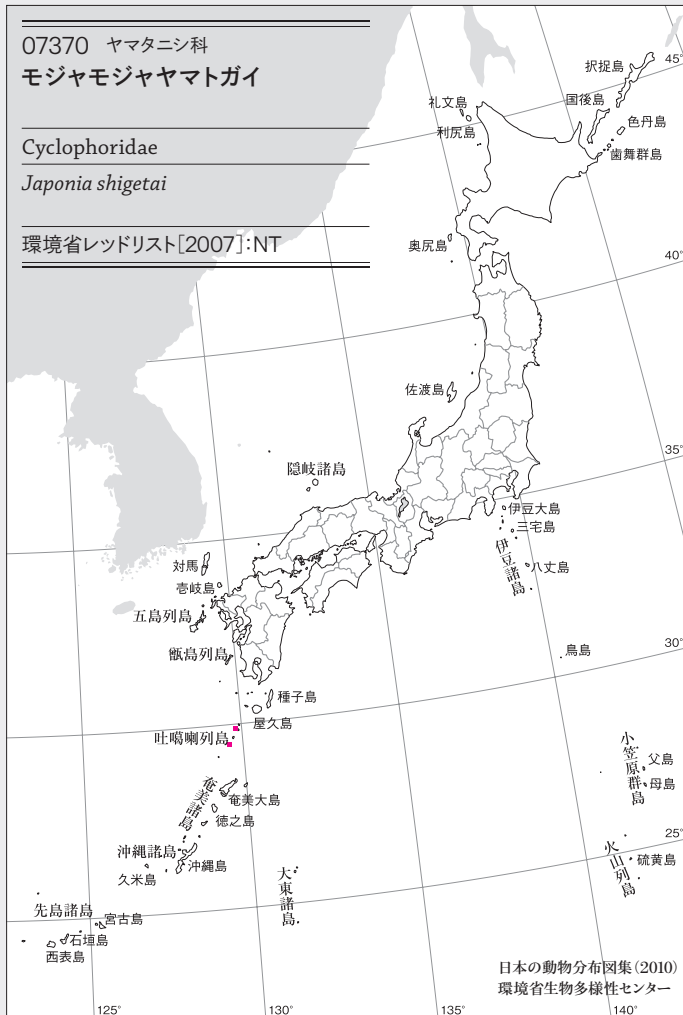 07370 ヤマタニシ科
モジャモジャヤマトガイ
Cyclophoridae
Japonia shigetai
環境省レッドリスト[2007]:NT
択捉島
45°
礼文島
国後島
色丹島
利尻島
歯舞群島
奥尻島
40°
佐渡島
35°
隠岐諸島
伊豆大島
三宅島
伊豆諸島
八丈島
対馬
壱岐島
五島列島
甑島列島
鳥島
30°
種子島
屋久島
吐噶喇列島
小笠原群島
父島
母島
奄美諸島
奄美大島
徳之島
25°
沖縄諸島
沖縄島
久米島
火山列島
硫黄島
大東諸島
先島諸島
宮古島
石垣島
西表島
日本の動物分布図集(2010)
環境省生物多様性センター
125°
130°
135°
140°